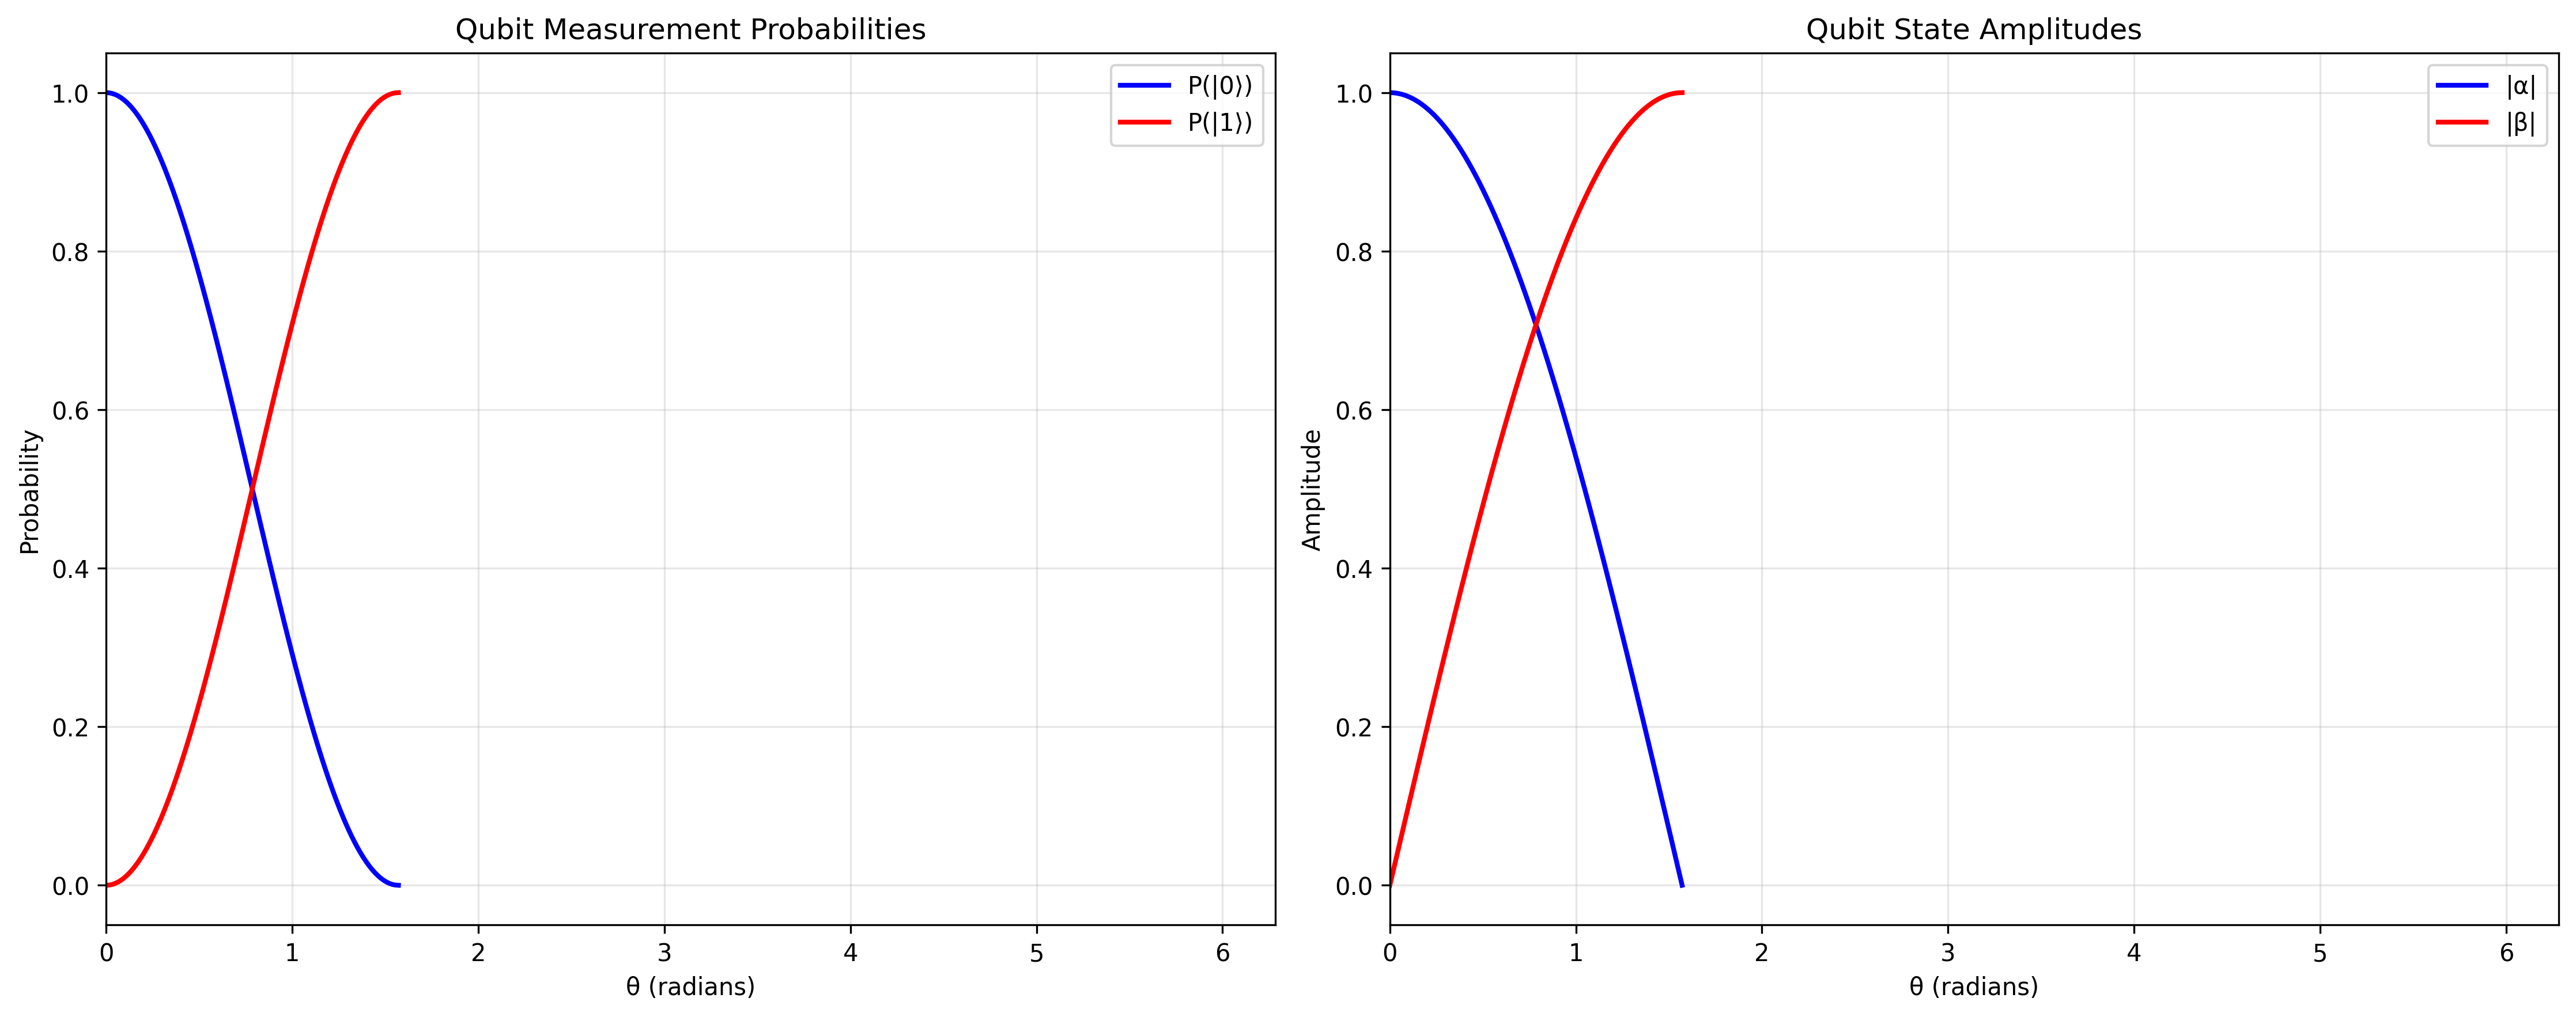 Qubit Measurement Probabilities
P(|0⟩)
P(|1⟩)
1.0
0.8
0.6
0.4
0.2
0.0
Probability
0 1 2 3 4 5 6
θ (radians)
Qubit State Amplitudes
|α|
|β|
1.0
0.8
0.6
0.4
0.2
0.0
Amplitude
0 1 2 3 4 5 6
θ (radians)